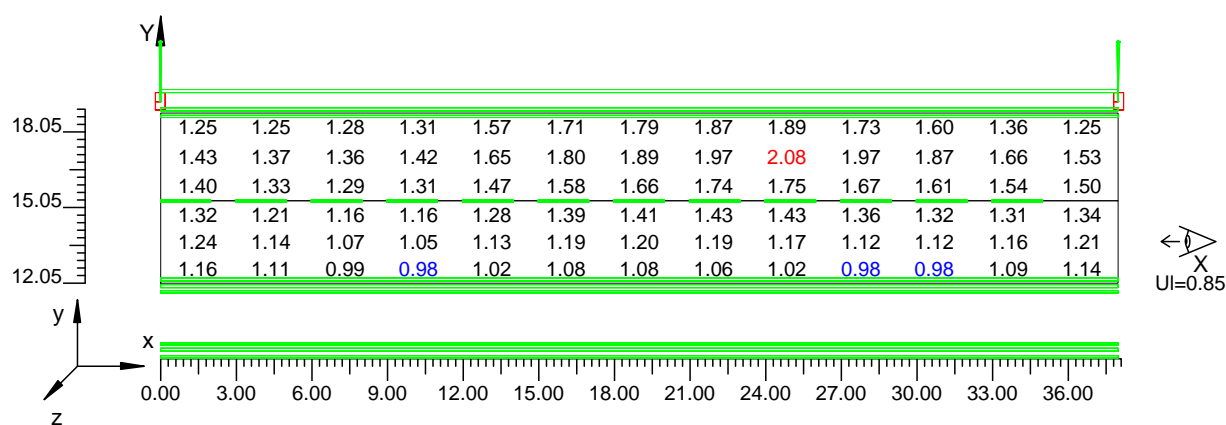 Y
18.05
1.25 1.25 1.28 1.31 1.57 1.71 1.79 1.87 1.89 1.73 1.60 1.36 1.25
1.43 1.37 1.36 1.42 1.65 1.80 1.89 1.97 2.08 1.97 1.87 1.66 1.53
1.40 1.33 1.29 1.31 1.47 1.58 1.66 1.74 1.75 1.67 1.61 1.54 1.50
15.05
1.32 1.21 1.16 1.16 1.28 1.39 1.41 1.43 1.43 1.36 1.32 1.31 1.34
1.24 1.14 1.07 1.05 1.13 1.19 1.20 1.19 1.17 1.12 1.12 1.16 1.21
1.16 1.11 0.99 0.98 1.02 1.08 1.08 1.06 1.02 0.98 0.98 1.09 1.14
12.05
X
Ul=0.85
y
x
z
0.00 3.00 6.00 9.00 12.00 15.00 18.00 21.00 24.00 27.00 30.00 33.00 36.00